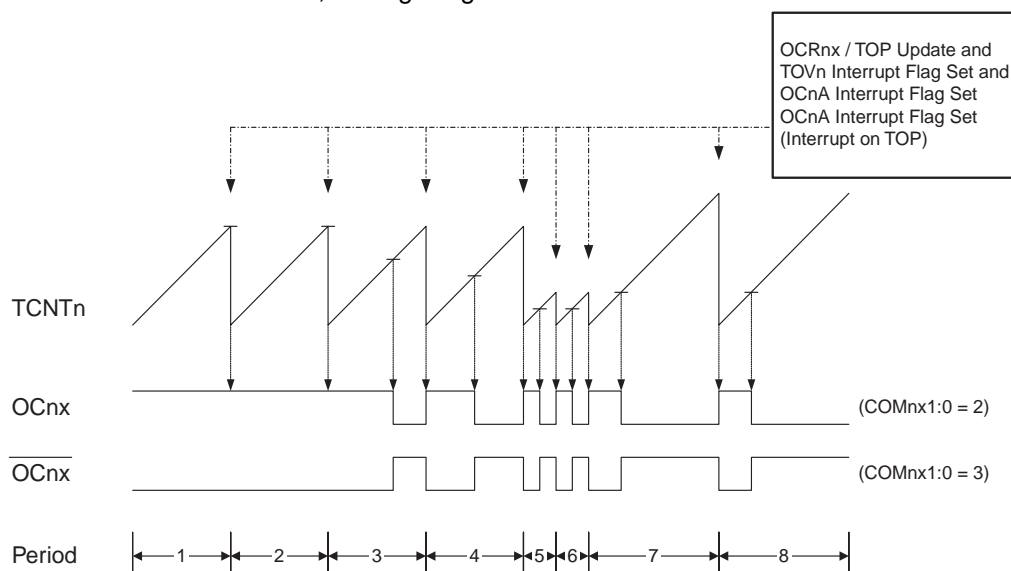 OCRnx / TOP Update and
TOVn Interrupt Flag Set and
OCnA Interrupt Flag Set
OCnA Interrupt Flag Set
(Interrupt on TOP)
TCNTn
OCnx
(COMnx1:0 = 2)
OCnx
(COMnx1:0 = 3)
Period
1 2 3 4 5 6 7 8